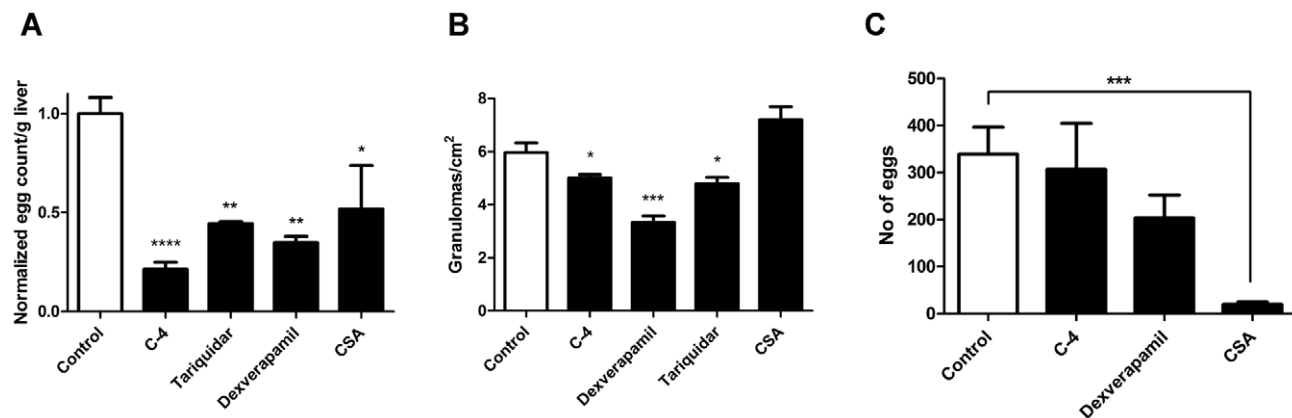 A
Normalized egg count/g liver
1.0
0.5
0.0
****
**
**
*
Control
C-4
Tariquidar
Dexverapamil
CSA
B
Granulomas/cm²
8
6
4
2
0
*
***
*
Control
C-4
Dexverapamil
Tariquidar
CSA
C
No of eggs
500
400
300
200
100
0
***
Control
C-4
Dexverapamil
CSA